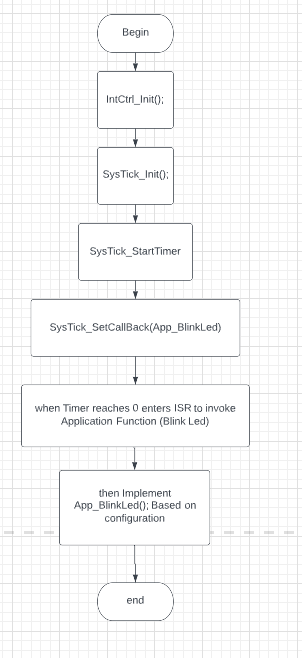 Begin
IntCtrl_Init();
SysTick_Init();
SysTick_StartTimer
SysTick_SetCallBack(App_BlinkLed)
when Timer reaches 0 enters ISR to invoke
Application Function (Blink Led)
then Implement
App_BlinkLed(); Based on
configuration
end